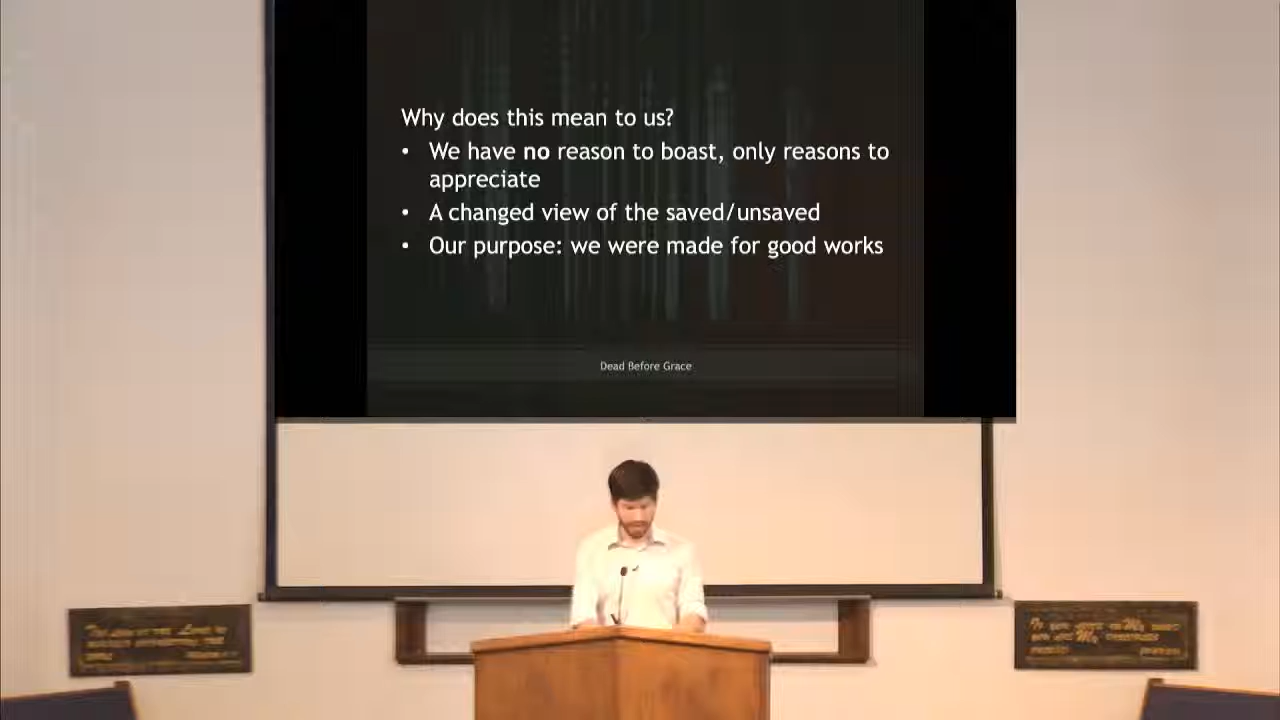 Why does this mean to us?
• We have no reason to boast, only reasons to
appreciate
• A changed view of the saved/unsaved
• Our purpose: we were made for good works
Dead Before Grace